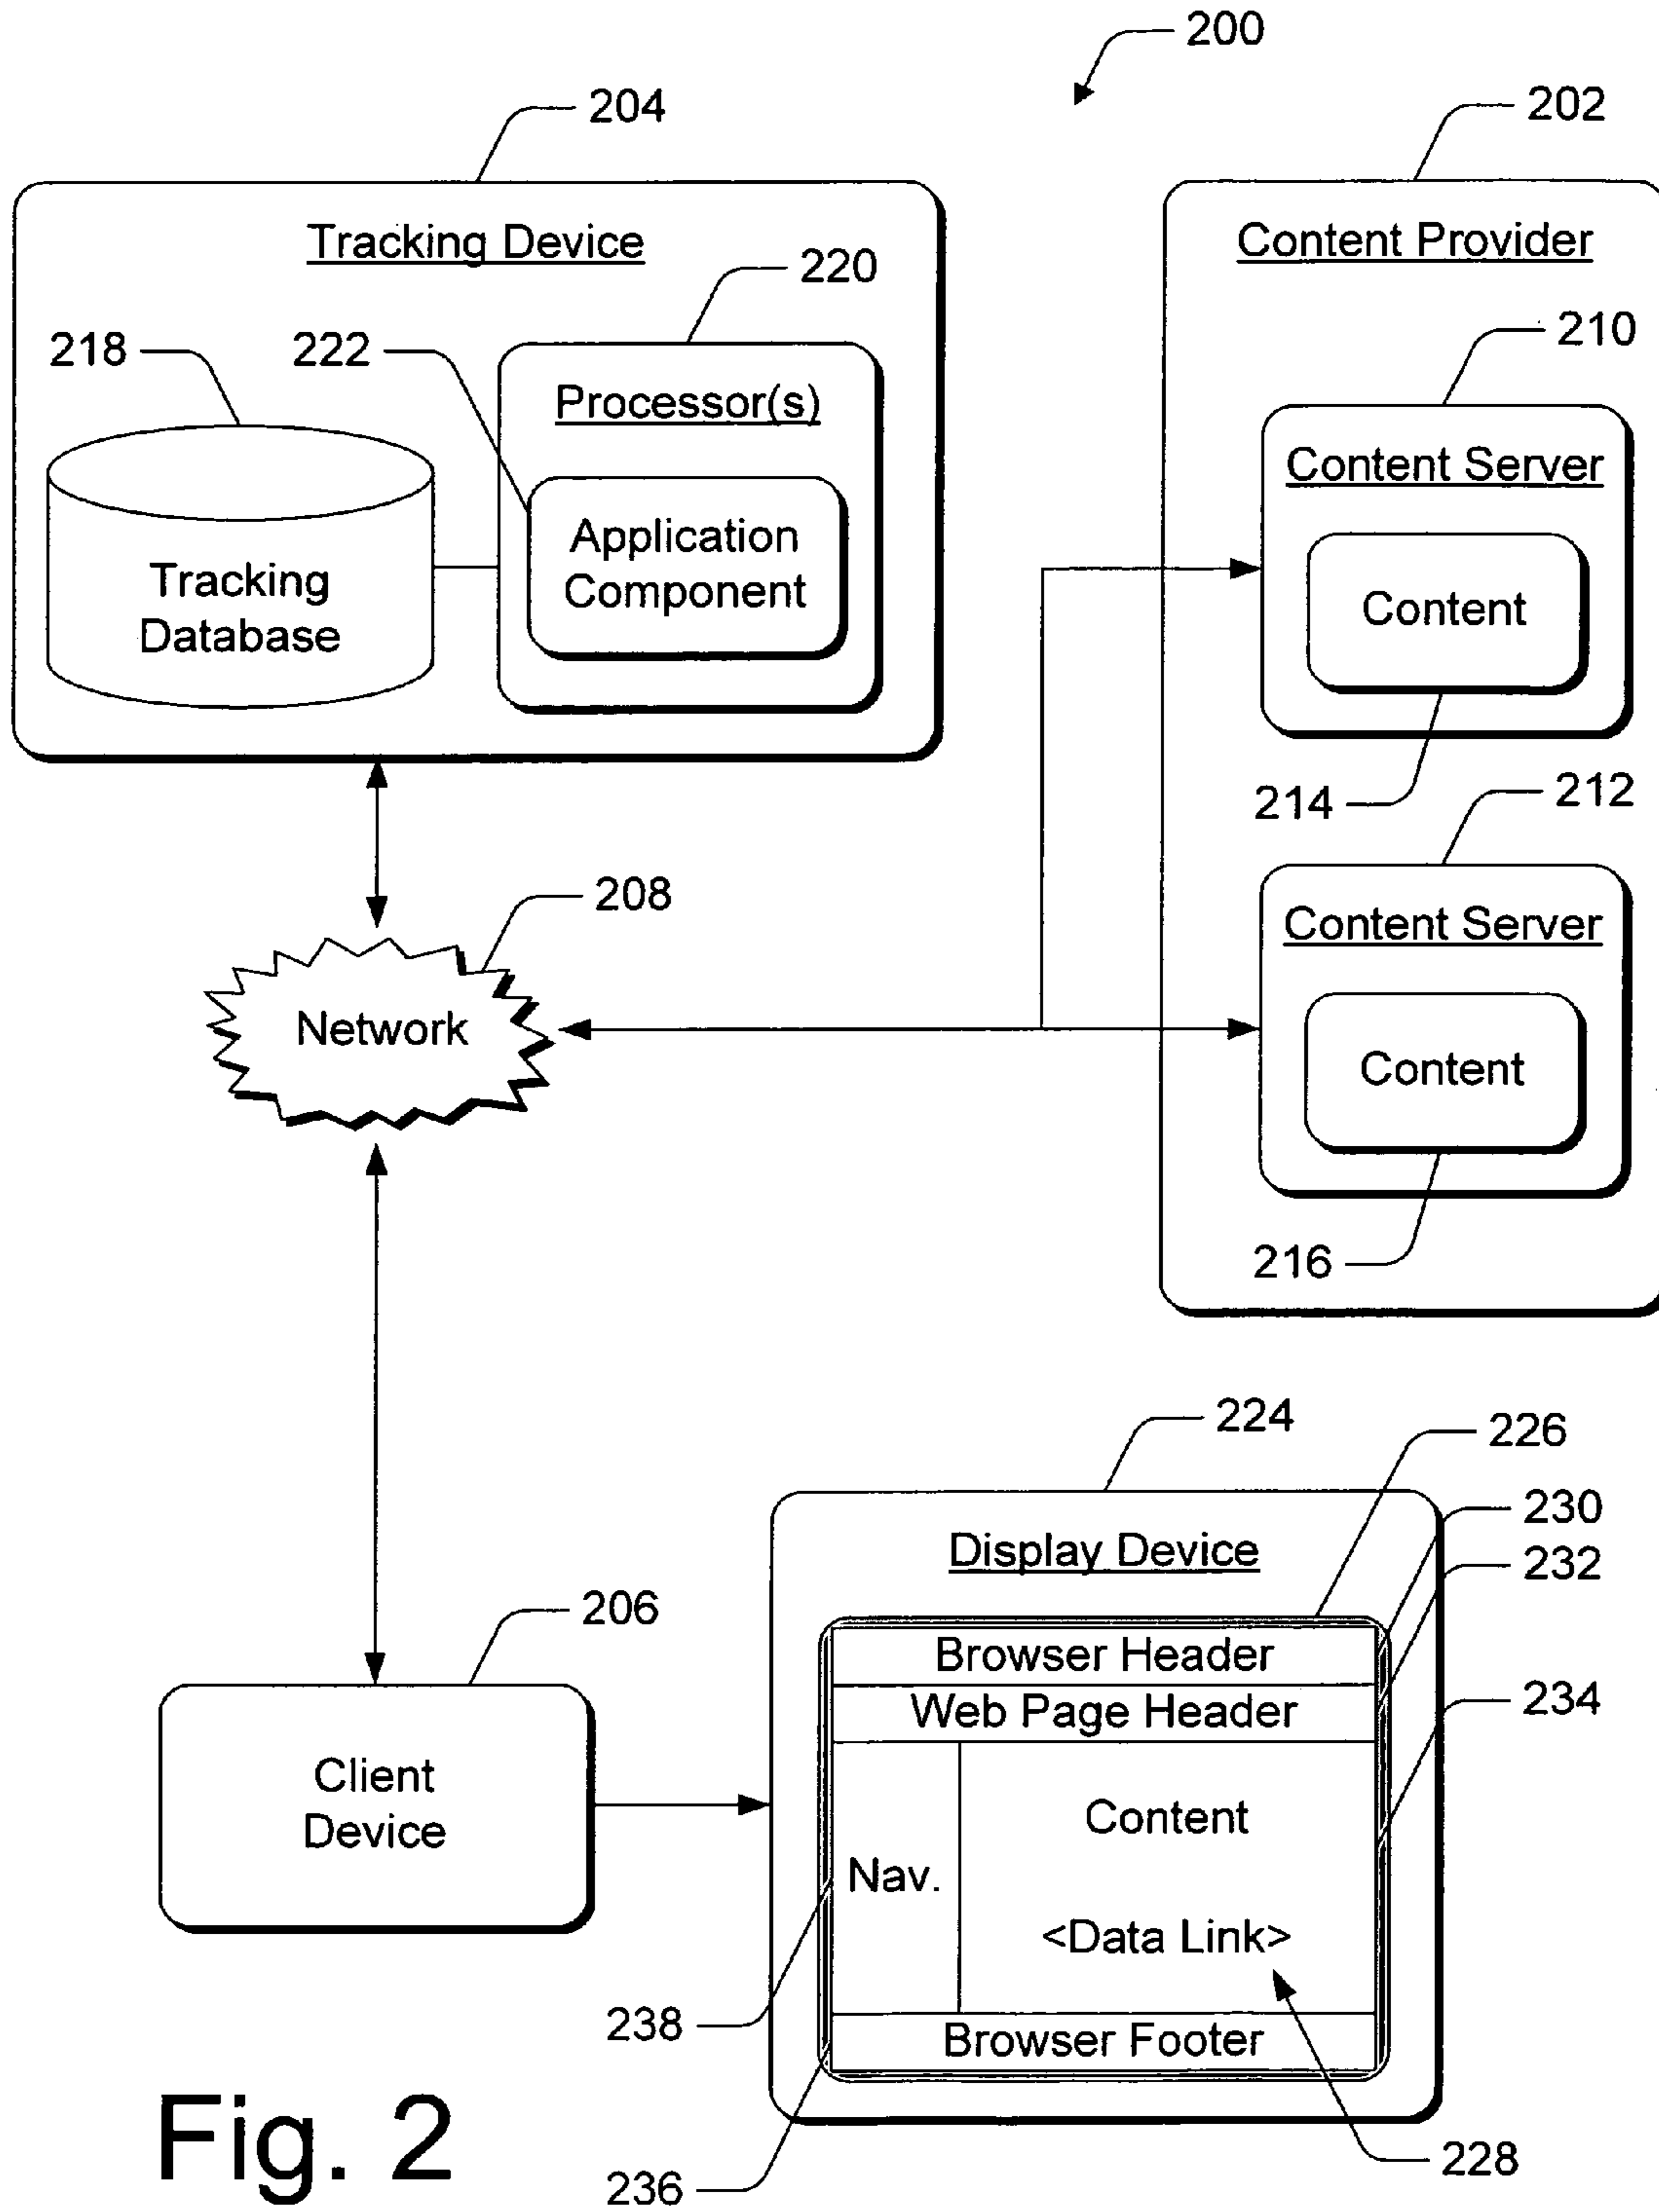 200
204
202
Tracking Device
Content Provider
220
218
222
210
Processor(s)
Content Server
Application
Component
Tracking
Database
Content
214
212
208
Content Server
Network
Content
216
224
226
230
Display Device
232
206
Browser Header
Web Page Header
234
Client
Device
Content
Nav.
<Data Link>
238
Browser Footer
228
236
Fig. 2